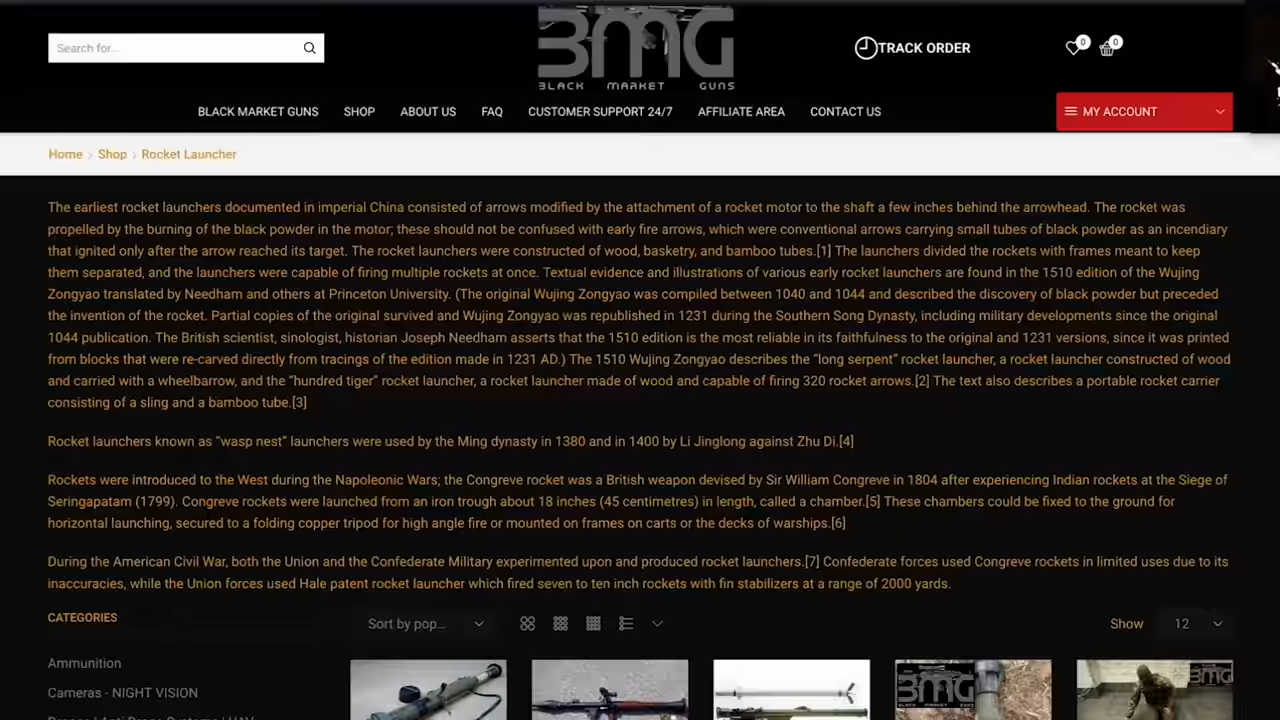 Search for...
BMG
BLACK MARKET GUNS
TRACK ORDER
0
0
BLACK MARKET GUNS
SHOP
ABOUT US
FAQ
CUSTOMER SUPPORT 24/7
AFFILIATE AREA
CONTACT US
MY ACCOUNT
Home > Shop > Rocket Launcher
The earliest rocket launchers documented in imperial China consisted of arrows modified by the attachment of a rocket motor to the shaft a few inches behind the arrowhead. The rocket was
propelled by the burning of the black powder in the motor; these should not be confused with early fire arrows, which were conventional arrows carrying small tubes of black powder as an incendiary
that ignited only after the arrow reached its target. The rocket launchers were constructed of wood, basketry, and bamboo tubes.[1] The launchers divided the rockets with frames meant to keep
them separated, and the launchers were capable of firing multiple rockets at once. Textual evidence and illustrations of various early rocket launchers are found in the 1510 edition of the Wujing
Zongyao translated by Needham and others at Princeton University. (The original Wujing Zongyao was compiled between 1040 and 1044 and described the discovery of black powder but preceded
the invention of the rocket. Partial copies of the original survived and Wujing Zongyao was republished in 1231 during the Southern Song Dynasty, including military developments since the original
1044 publication. The British scientist, sinologist, historian Joseph Needham asserts that the 1510 edition is the most reliable in its faithfulness to the original and 1231 versions, since it was printed
from blocks that were re-carved directly from tracings of the edition made in 1231 AD.) The 1510 Wujing Zongyao describes the “long serpent” rocket launcher, a rocket launcher constructed of wood
and carried with a wheelbarrow, and the “hundred tiger” rocket launcher, a rocket launcher made of wood and capable of firing 320 rocket arrows.[2] The text also describes a portable rocket carrier
consisting of a sling and a bamboo tube.[3]
Rocket launchers known as “wasp nest” launchers were used by the Ming dynasty in 1380 and in 1400 by Li Jinglong against Zhu Di.[4]
Rockets were introduced to the West during the Napoleonic Wars; the Congreve rocket was a British weapon devised by Sir William Congreve in 1804 after experiencing Indian rockets at the Siege of
Seringapatam (1799). Congreve rockets were launched from an iron trough about 18 inches (45 centimetres) in length, called a chamber.[5] These chambers could be fixed to the ground for
horizontal launching, secured to a folding copper tripod for high angle fire or mounted on frames on carts or the decks of warships.[6]
During the American Civil War, both the Union and the Confederate Military experimented upon and produced rocket launchers.[7] Confederate forces used Congreve rockets in limited uses due to its
inaccuracies, while the Union forces used Hale patent rocket launcher which fired seven to ten inch rockets with fin stabilizers at a range of 2000 yards.
CATEGORIES
Sort by pop...
Show
12
Ammunition
Cameras - NIGHT VISION
BMG
BMG